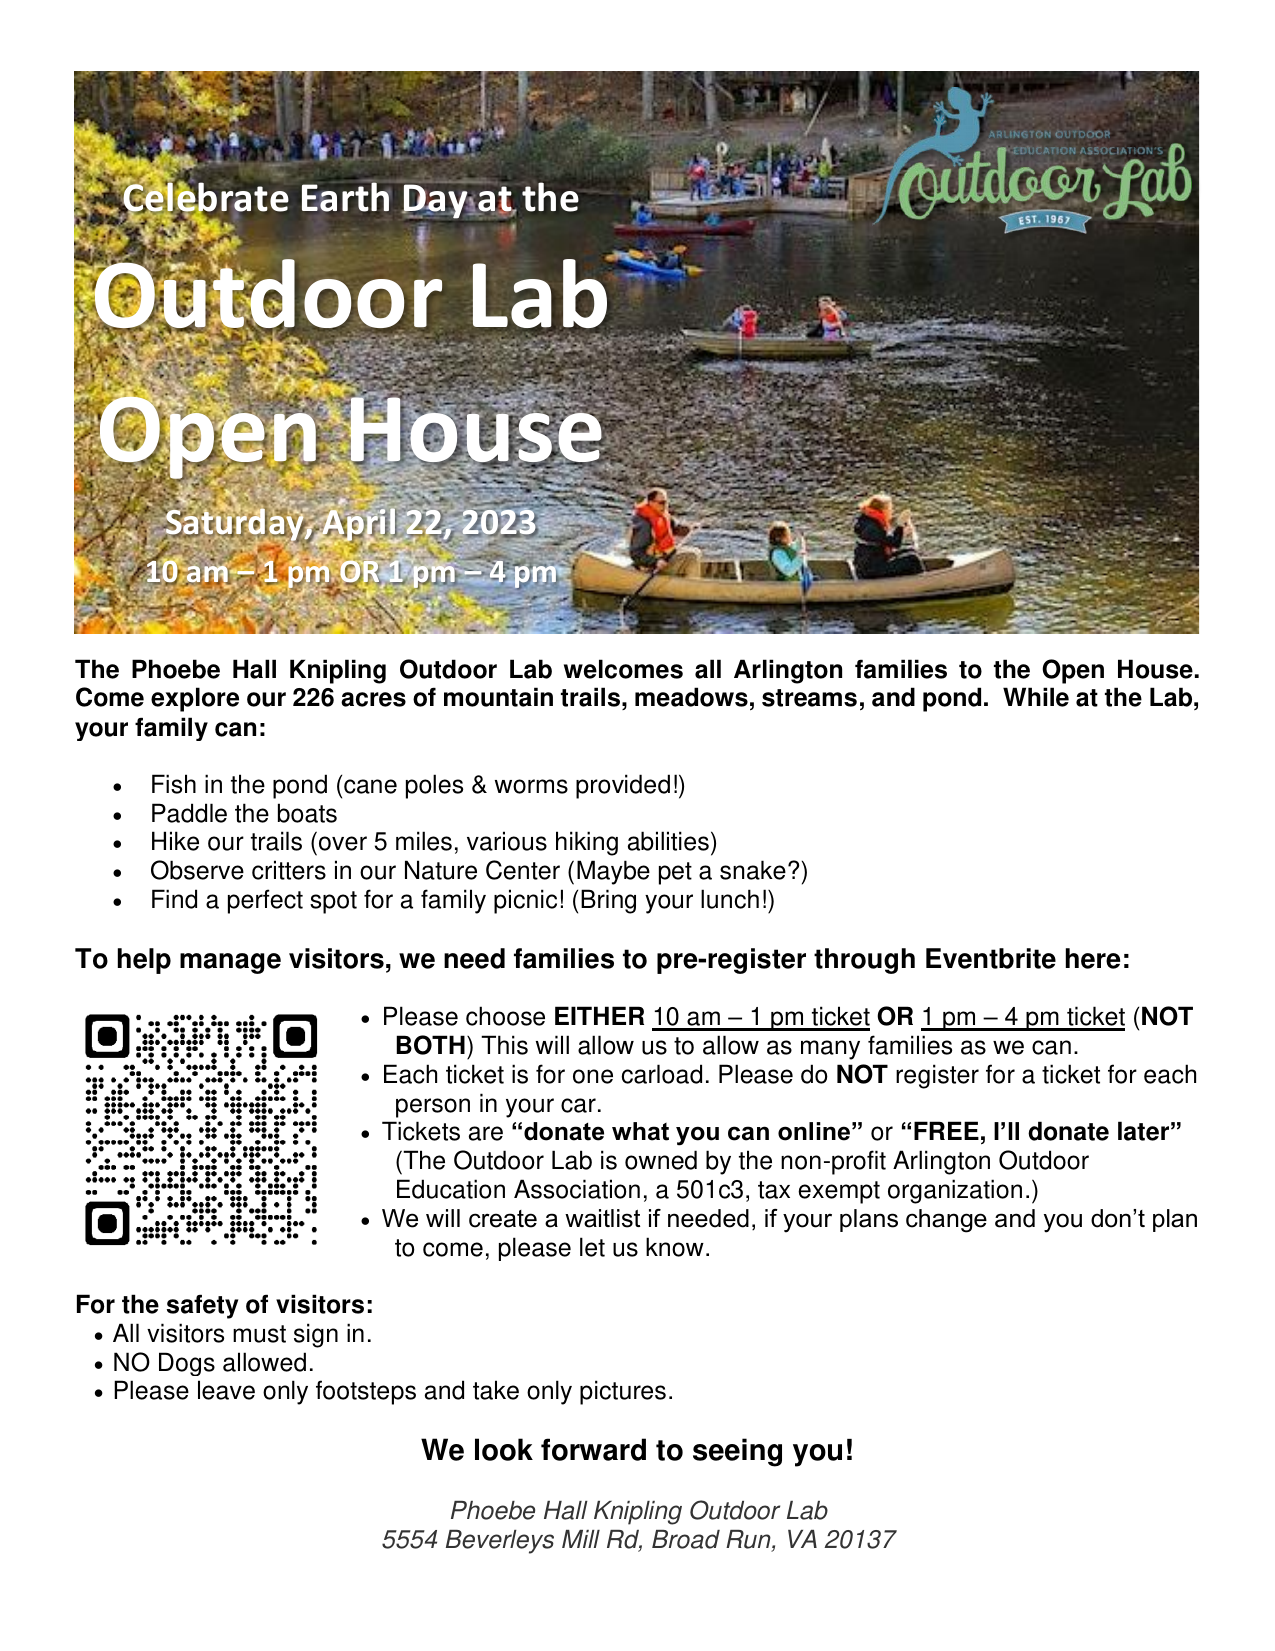 ARLINGTON OUTDOOR
EDUCATION ASSOCIATION'S
Outdoor Lab
EST. 1967
Celebrate Earth Day at the
Outdoor Lab
Open House
Saturday, April 22, 2023
10 am – 1 pm OR 1 pm – 4 pm
The Phoebe Hall Knipling Outdoor Lab welcomes all Arlington families to the Open House.
Come explore our 226 acres of mountain trails, meadows, streams, and pond.  While at the Lab,
your family can:
• Fish in the pond (cane poles & worms provided!)
• Paddle the boats
• Hike our trails (over 5 miles, various hiking abilities)
• Observe critters in our Nature Center (Maybe pet a snake?)
• Find a perfect spot for a family picnic! (Bring your lunch!)
To help manage visitors, we need families to pre-register through Eventbrite here:
• Please choose EITHER 10 am – 1 pm ticket OR 1 pm – 4 pm ticket (NOT
BOTH) This will allow us to allow as many families as we can.
• Each ticket is for one carload. Please do NOT register for a ticket for each
person in your car.
• Tickets are “donate what you can online” or “FREE, I’ll donate later”
(The Outdoor Lab is owned by the non-profit Arlington Outdoor
Education Association, a 501c3, tax exempt organization.)
• We will create a waitlist if needed, if your plans change and you don’t plan
to come, please let us know.
For the safety of visitors:
• All visitors must sign in.
• NO Dogs allowed.
• Please leave only footsteps and take only pictures.
We look forward to seeing you!
Phoebe Hall Knipling Outdoor Lab
5554 Beverleys Mill Rd, Broad Run, VA 20137